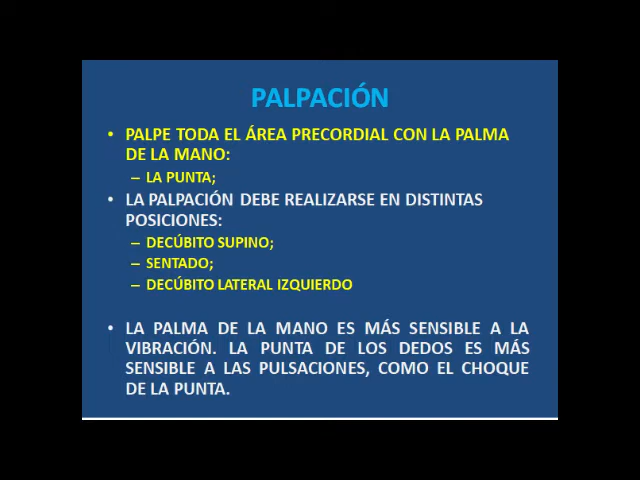 PALPACIÓN
• PALPE TODA EL ÁREA PRECORDIAL CON LA PALMA
DE LA MANO:
– LA PUNTA;
• LA PALPACIÓN DEBE REALIZARSE EN DISTINTAS
POSICIONES:
– DECÚBITO SUPINO;
– SENTADO;
– DECÚBITO LATERAL IZQUIERDO
• LA PALMA DE LA MANO ES MÁS SENSIBLE A LA
VIBRACIÓN. LA PUNTA DE LOS DEDOS ES MÁS
SENSIBLE A LAS PULSACIONES, COMO EL CHOQUE
DE LA PUNTA.